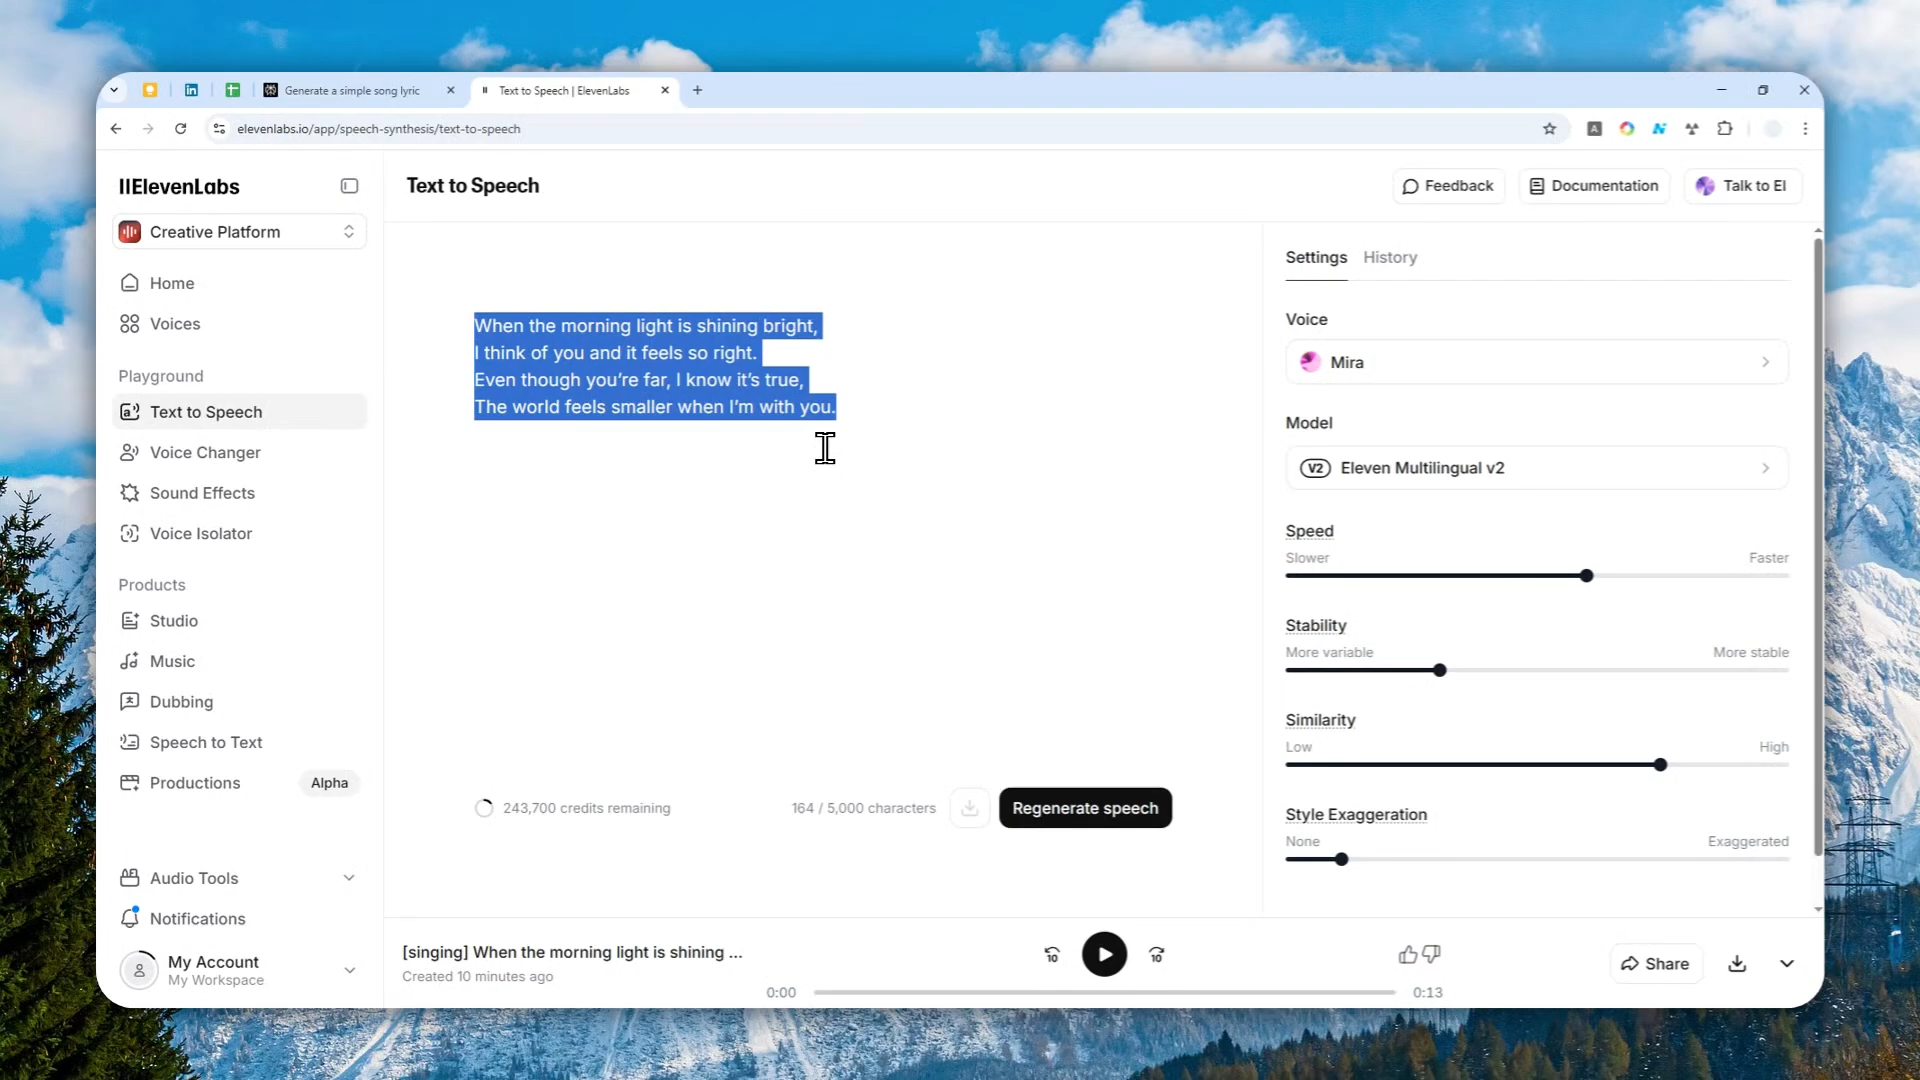 Generate a simple song lyric
Text to Speech | ElevenLabs
elevenlabs.io/app/speech-synthesis/text-to-speech
IIElevenLabs
Creative Platform
Home
Voices
Playground
Text to Speech
Voice Changer
Sound Effects
Voice Isolator
Products
Studio
Music
Dubbing
Speech to Text
Productions
Alpha
Audio Tools
Notifications
My Account
My Workspace
Text to Speech
Feedback
Documentation
Talk to EI
When the morning light is shining bright,
I think of you and it feels so right.
Even though you’re far, I know it’s true,
The world feels smaller when I’m with you.
243,700 credits remaining
164 / 5,000 characters
Regenerate speech
Settings
History
Voice
Mira
Model
V2 Eleven Multilingual v2
Speed
Slower
Faster
Stability
More variable
More stable
Similarity
Low
High
Style Exaggeration
None
Exaggerated
[singing] When the morning light is shining ...
Created 10 minutes ago
10
10
0:00
0:13
Share